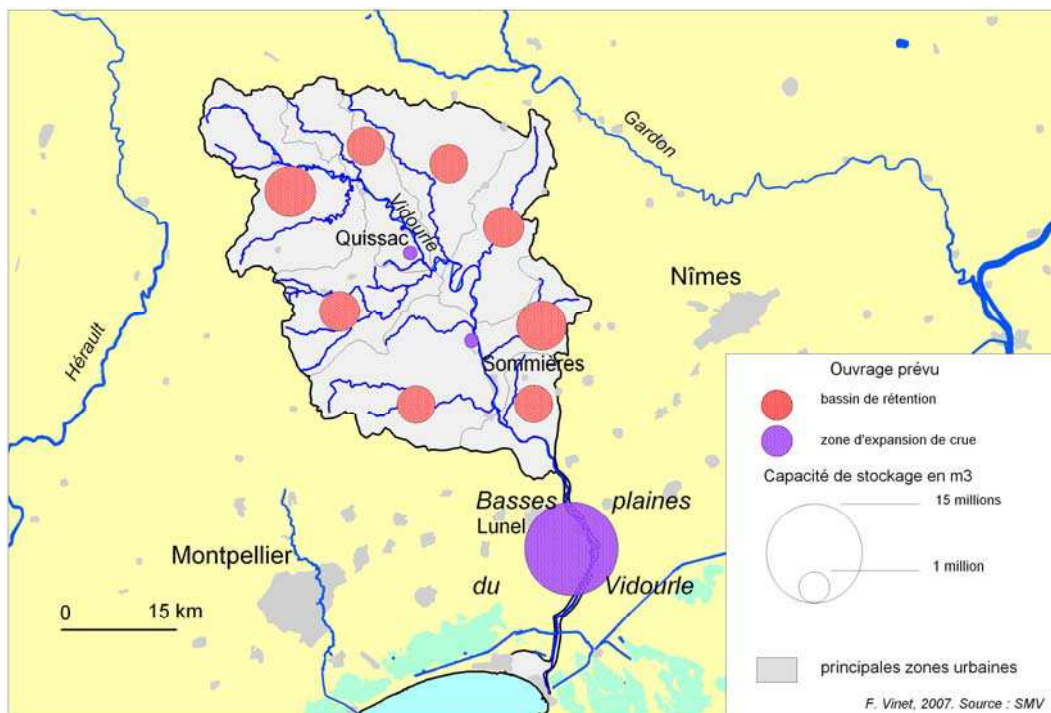 Gardon
Vidourle
Quissac
Nîmes
Hérault
Sommières
Basses plaines
Lunel
du Vidourle
Montpellier
0 15 km
Ouvrage prévu
bassin de rétention
zone d'expansion de crue
Capacité de stockage en m3
15 millions
1 million
principales zones urbaines
F. Vinet, 2007. Source : SMV